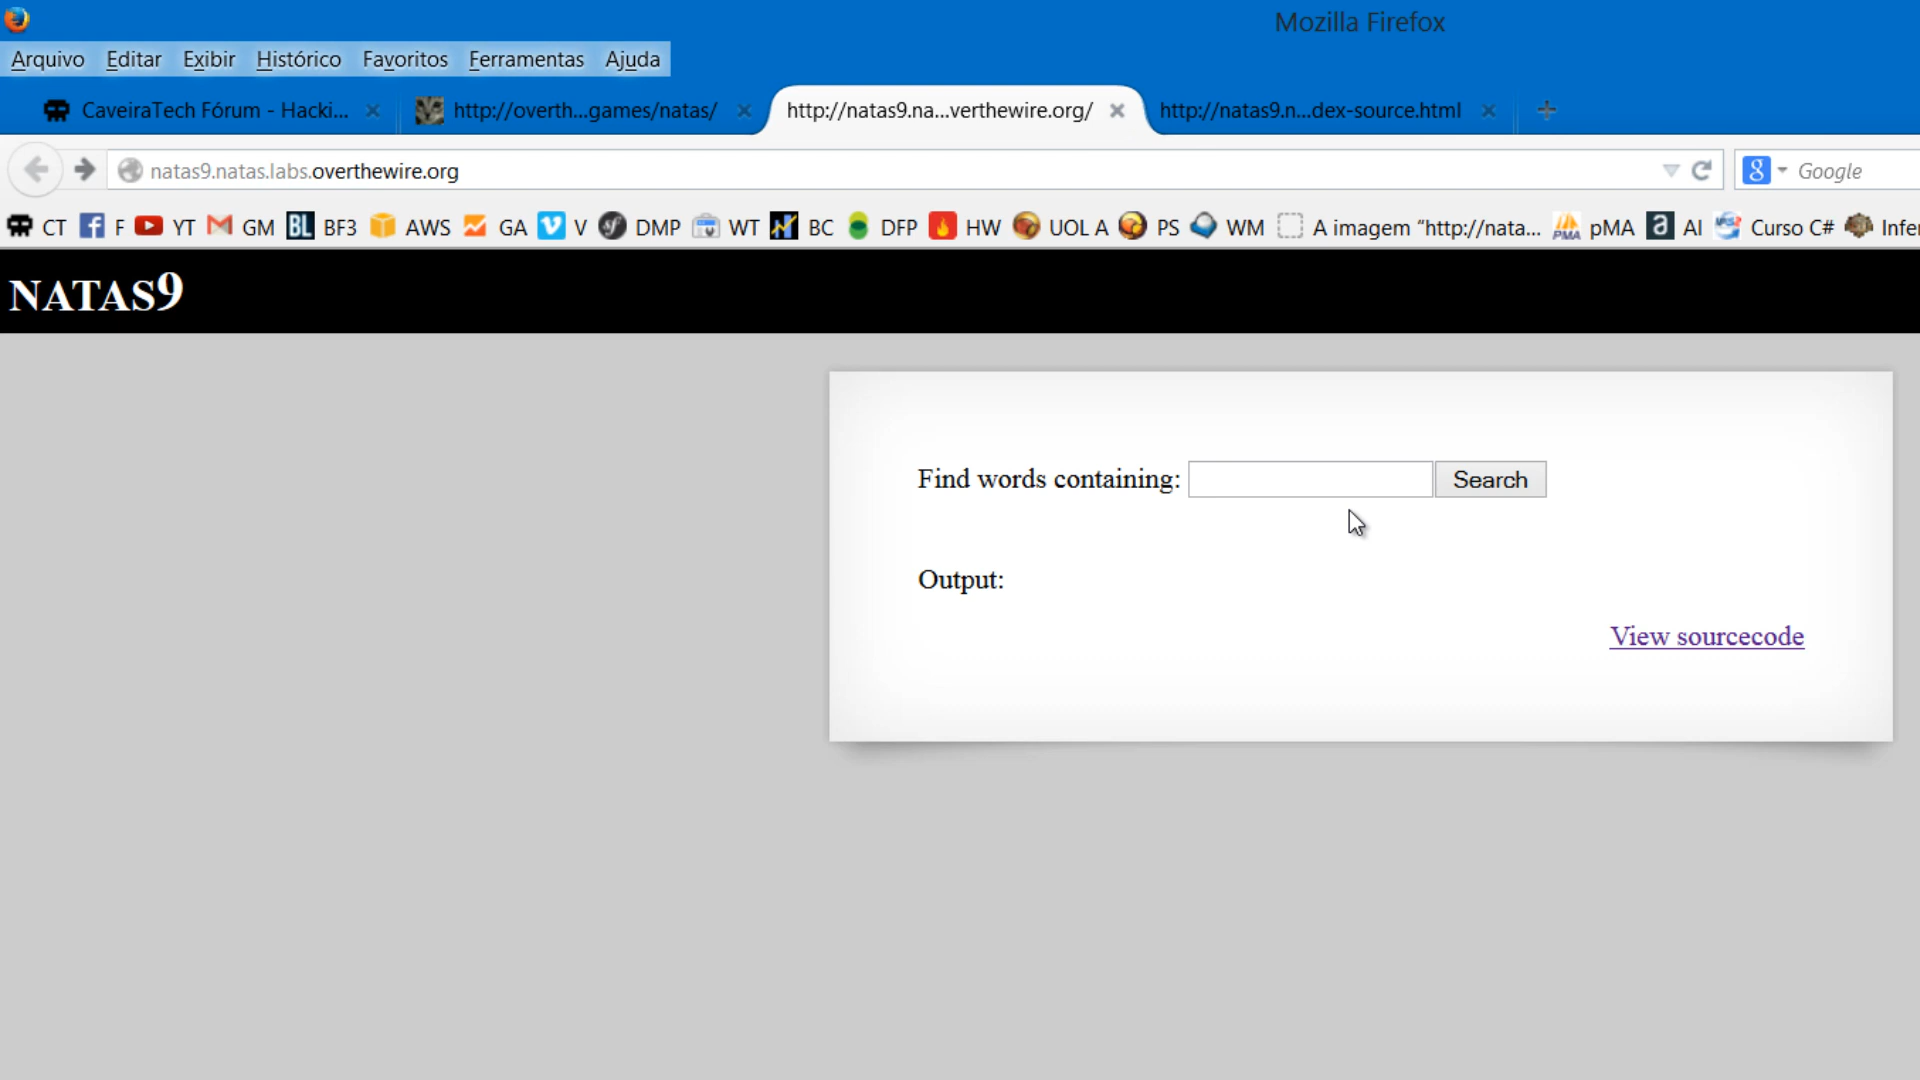 Mozilla Firefox
Arquivo Editar Exibir Histórico Favoritos Ferramentas Ajuda
CaveiraTech Fórum - Hacki... http://overth...games/natas/ http://natas9.na...verthewire.org/ http://natas9.n...dex-source.html
natas9.natas.labs.overthewire.org Google
CT F YT GM BL BF3 AWS GA V DMP WT BC DFP HW UOL A PS WM A imagem “http://nata... PMA pMA a AI Curso C# Infe
NATAS9
Find words containing: Search
Output:
View sourcecode